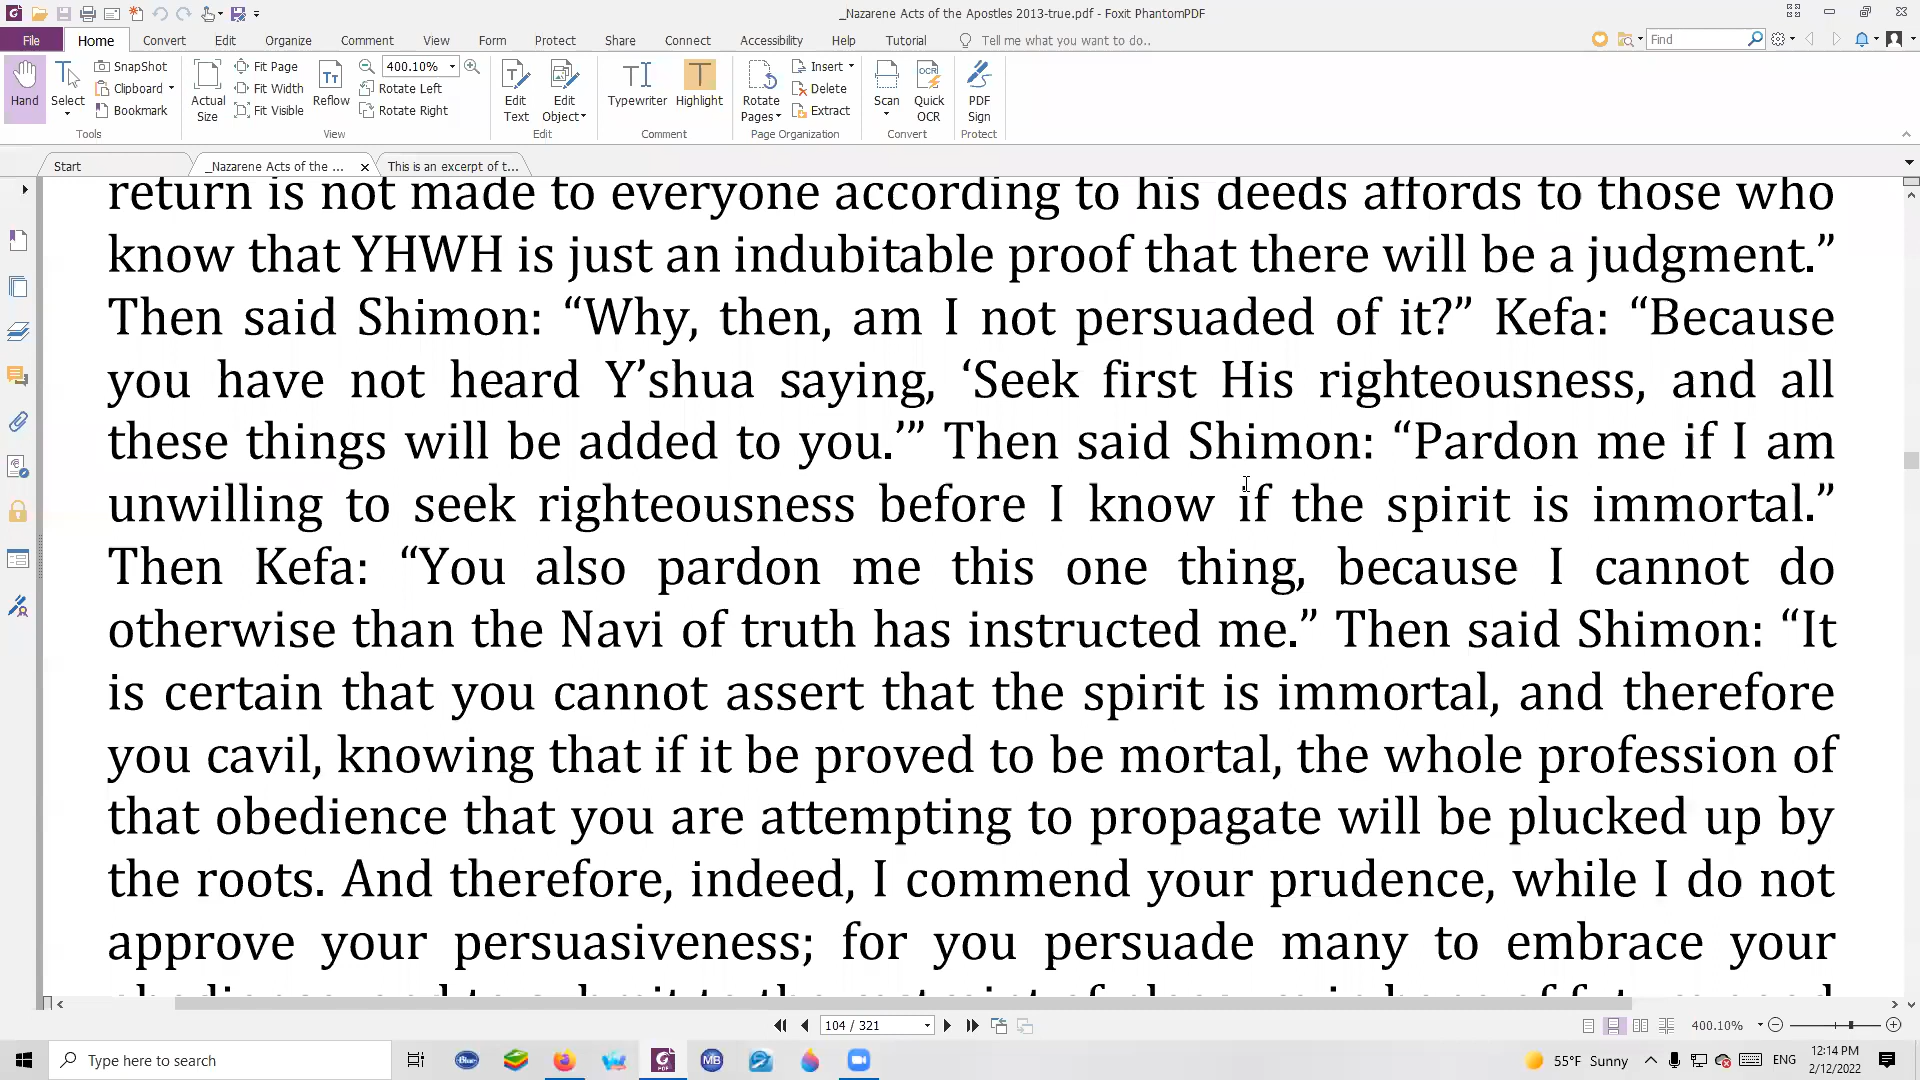 _Nazarene Acts of the Apostles 2013-true.pdf - Foxit PhantomPDF
File Home Convert Edit Organize Comment View Form Protect Share Connect Accessibility Help Tutorial Tell me what you want to do.. Find
Hand
Select
SnapShot
Clipboard
Bookmark
Tools
Actual Size
Fit Page
Fit Width
Fit Visible
Reflow
400.10%
Rotate Left
Rotate Right
View
Edit Text
Edit Object
Edit
Typewriter
Highlight
Comment
Rotate Pages
Insert
Delete
Extract
Page Organization
Scan
Quick OCR
Convert
PDF Sign
Protect
Start _Nazarene Acts of the ... This is an excerpt of t...
return is not made to everyone according to his deeds affords to those who
know that YHWH is just an indubitable proof that there will be a judgment.”
Then said Shimon: “Why, then, am I not persuaded of it?” Kefa: “Because
you have not heard Y’shua saying, ‘Seek first His righteousness, and all
these things will be added to you.’” Then said Shimon: “Pardon me if I am
unwilling to seek righteousness before I know if the spirit is immortal.”
Then Kefa: “You also pardon me this one thing, because I cannot do
otherwise than the Navi of truth has instructed me.” Then said Shimon: “It
is certain that you cannot assert that the spirit is immortal, and therefore
you cavil, knowing that if it be proved to be mortal, the whole profession of
that obedience that you are attempting to propagate will be plucked up by
the roots. And therefore, indeed, I commend your prudence, while I do not
approve your persuasiveness; for you persuade many to embrace your
104 / 321
400.10%
Type here to search
55°F Sunny
ENG
12:14 PM
2/12/2022